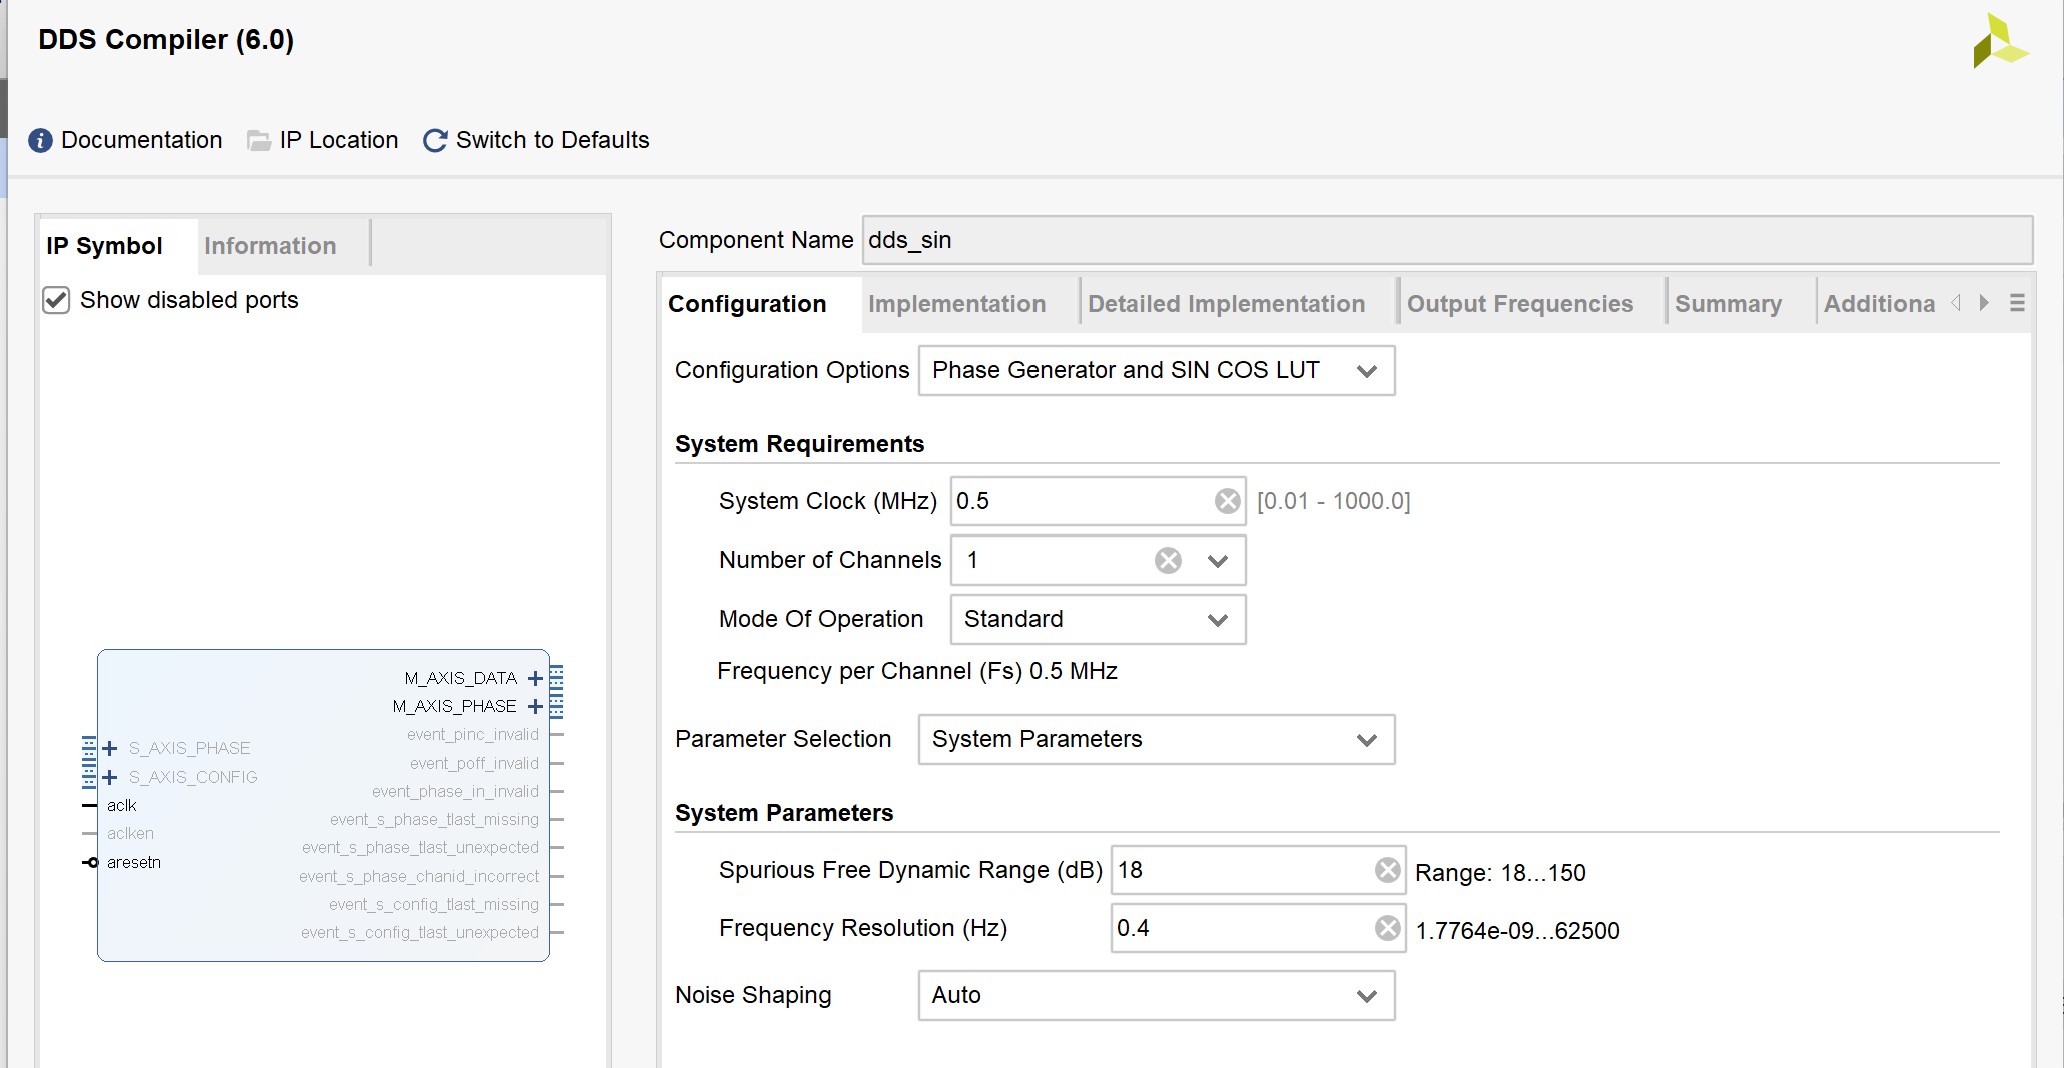 DDS Compiler (6.0)
Documentation IP Location Switch to Defaults
IP Symbol Information
Show disabled ports
M_AXIS_DATA
M_AXIS_PHASE
event_pinc_invalid
S_AXIS_PHASE
event_poff_invalid
S_AXIS_CONFIG
event_phase_in_invalid
aclk
event_s_phase_tlast_missing
aclken
event_s_phase_tlast_unexpected
aresetn
event_s_phase_chanid_incorrect
event_s_config_tlast_missing
event_s_config_tlast_unexpected
Component Name dds_sin
Configuration Implementation Detailed Implementation Output Frequencies Summary Additiona
Configuration Options Phase Generator and SIN COS LUT
System Requirements
System Clock (MHz) 0.5 [0.01 - 1000.0]
Number of Channels 1
Mode Of Operation Standard
Frequency per Channel (Fs) 0.5 MHz
Parameter Selection System Parameters
System Parameters
Spurious Free Dynamic Range (dB) 18 Range: 18...150
Frequency Resolution (Hz) 0.4 1.7764e-09...62500
Noise Shaping Auto